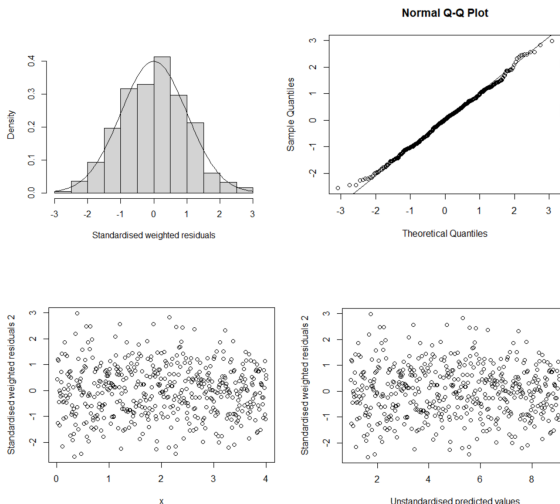 Normal Q-Q Plot
Density
0.0 0.1 0.2 0.3 0.4
-3 -2 -1 0 1 2 3
Standardised weighted residuals
Sample Quantiles
-2 -1 0 1 2 3
-3 -2 -1 0 1 2 3
Theoretical Quantiles
Standardised weighted residuals 2
-2 -1 0 1 2 3
0 1 2 3 4
x
Standardised weighted residuals 2
-2 -1 0 1 2 3
2 4 6 8
Unstandardised predicted values